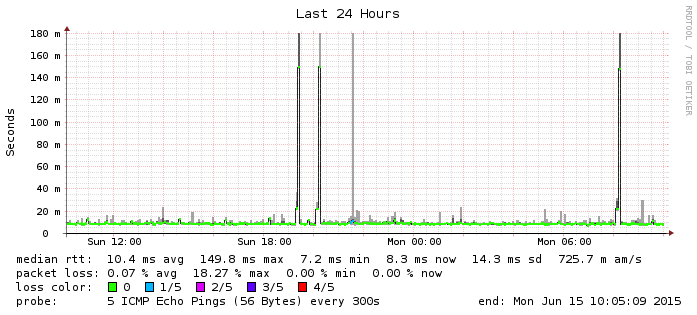 Last 24 Hours
RRDTOOL / TOBI OETIKER
Seconds
180 m
160 m
140 m
120 m
100 m
80 m
60 m
40 m
20 m
0
Sun 12:00 Sun 18:00 Mon 00:00 Mon 06:00
median rtt: 10.4 ms avg 149.8 ms max 7.2 ms min 8.3 ms now 14.3 ms sd 725.7 m am/s
packet loss: 0.07 % avg 18.27 % max 0.00 % min 0.00 % now
loss color: 0 1/5 2/5 3/5 4/5
probe: 5 ICMP Echo Pings (56 Bytes) every 300s end: Mon Jun 15 10:05:09 2015